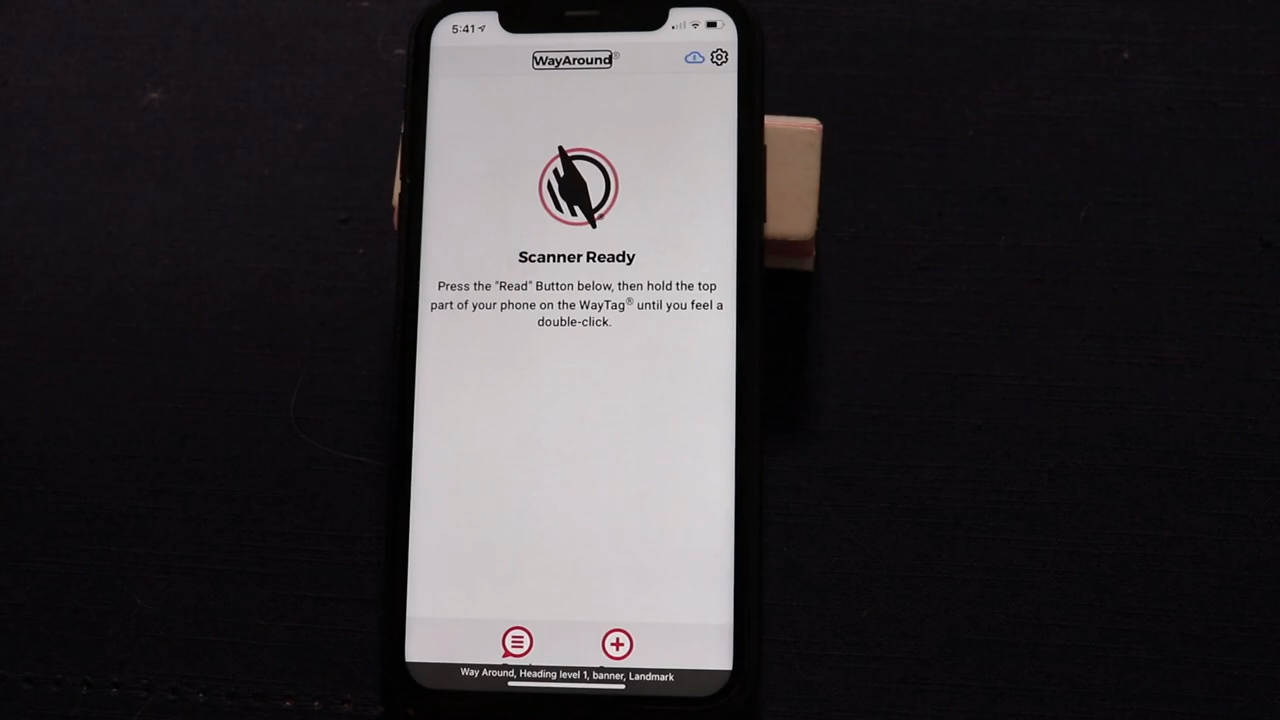 5:41
WayAround®
Scanner Ready
Press the "Read" Button below, then hold the top
part of your phone on the WayTag® until you feel a
double-click.
Way Around, Heading level 1, banner, Landmark